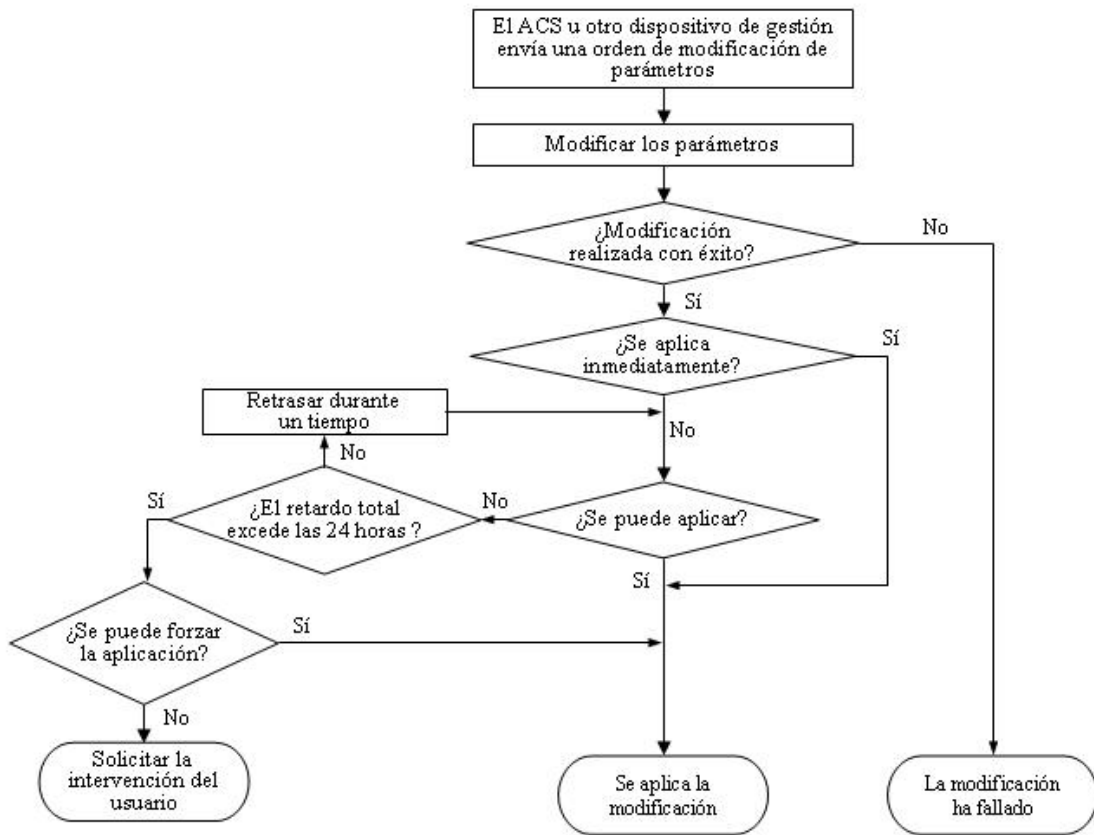 El ACS u otro dispositivo de gestión
envía una orden de modificación de
parámetros
Modificar los parámetros
¿Modificación
realizada con éxito?
No
Sí
¿Se aplica
inmediatamente?
Sí
Retrasar durante
un tiempo
No
No
Sí
¿El retardo total
excede las 24 horas ?
No
¿Se puede aplicar?
Sí
¿Se puede forzar
la aplicación?
Sí
No
Solicitar la
intervención del
usuario
Se aplica la
modificación
La modificación
ha fallado